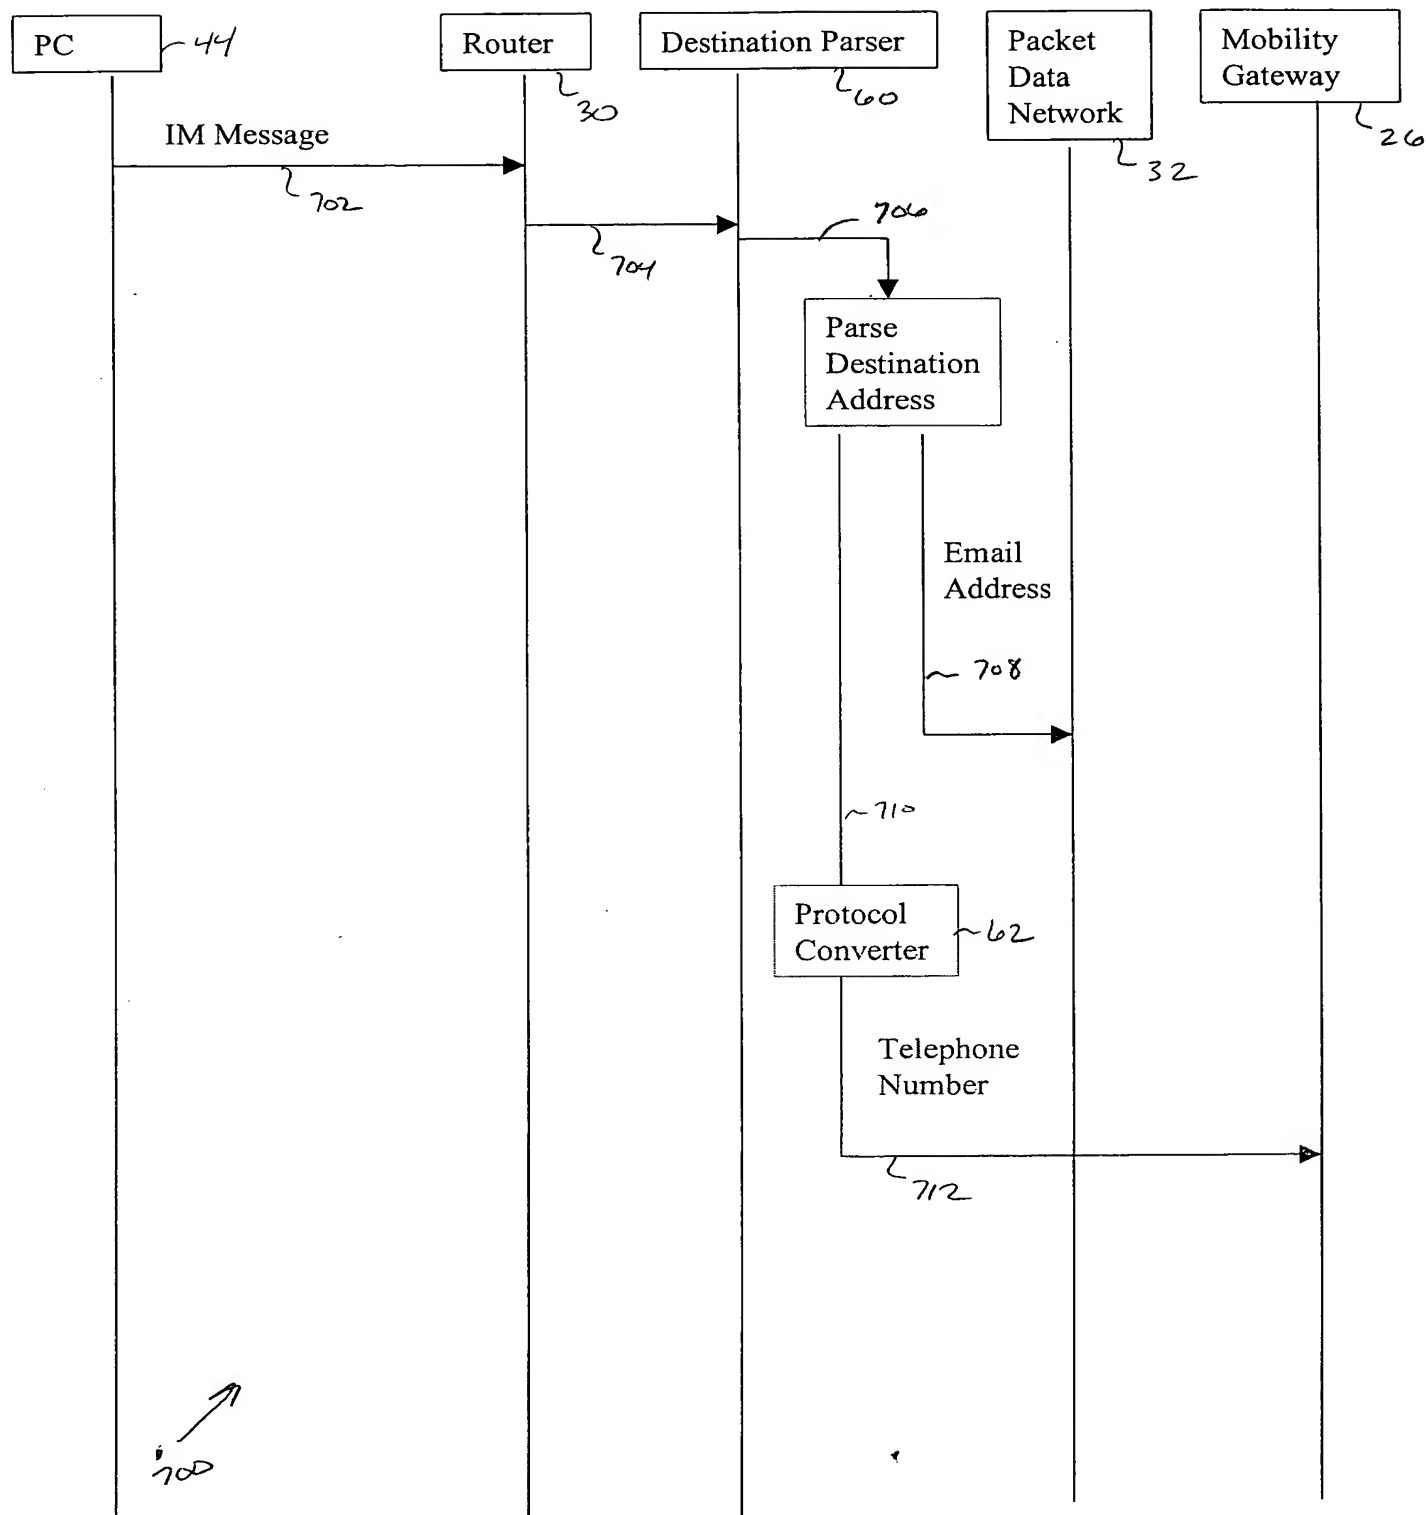 PC
44
Router
30
Destination Parser
60
Packet
Data
Network
32
Mobility
Gateway
26
IM Message
702
704
706
Parse
Destination
Address
Email
Address
708
710
Protocol
Converter
62
Telephone
Number
712
700